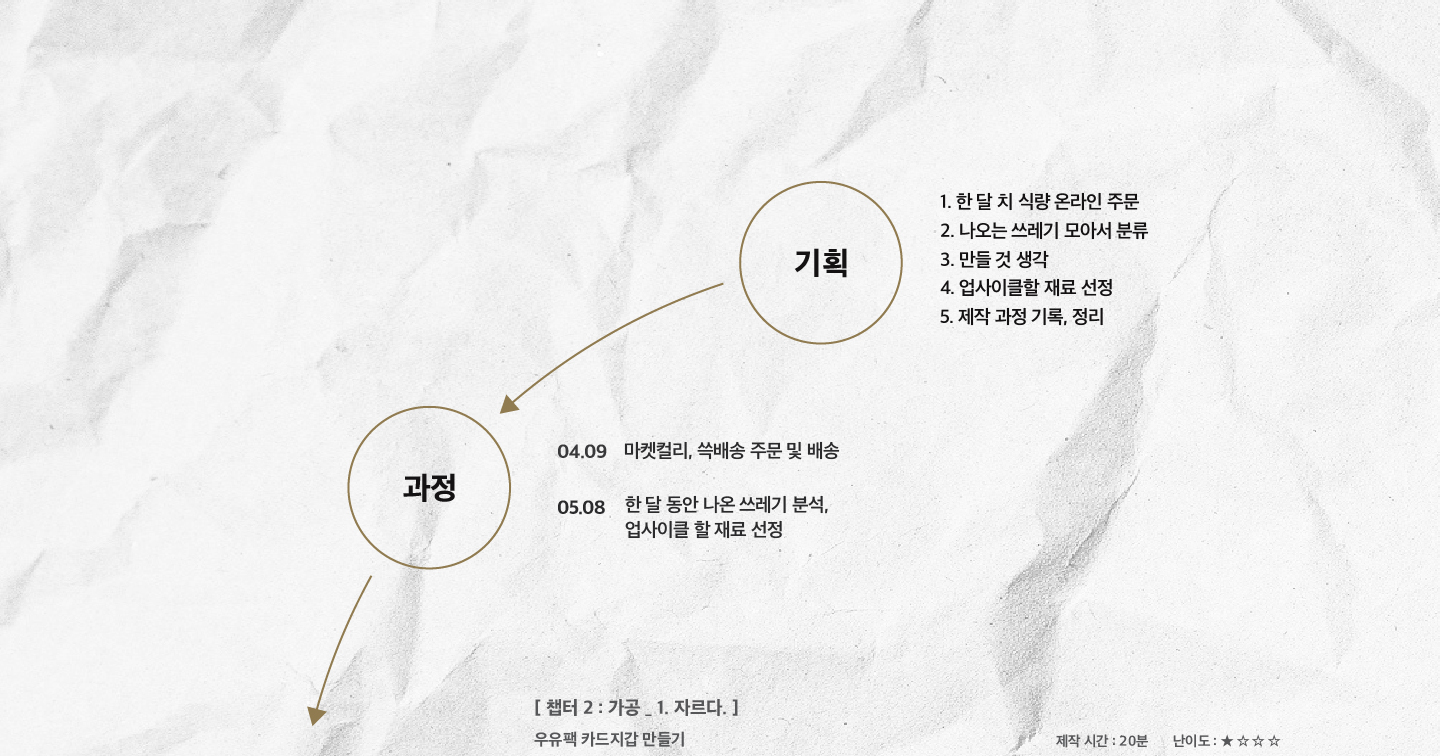 기획
1. 한 달 치 식량 온라인 주문
2. 나오는 쓰레기 모아서 분류
3. 만들 것 생각
4. 업사이클할 재료 선정
5. 제작 과정 기록, 정리
과정
04.09 마켓컬리, 쓱배송 주문 및 배송
05.08 한 달 동안 나온 쓰레기 분석,
업사이클 할 재료 선정
[ 챕터 2 : 가공 _ 1. 자르다. ]
우유팩 카드지갑 만들기
제작 시간 : 20분 난이도 : ★☆☆☆